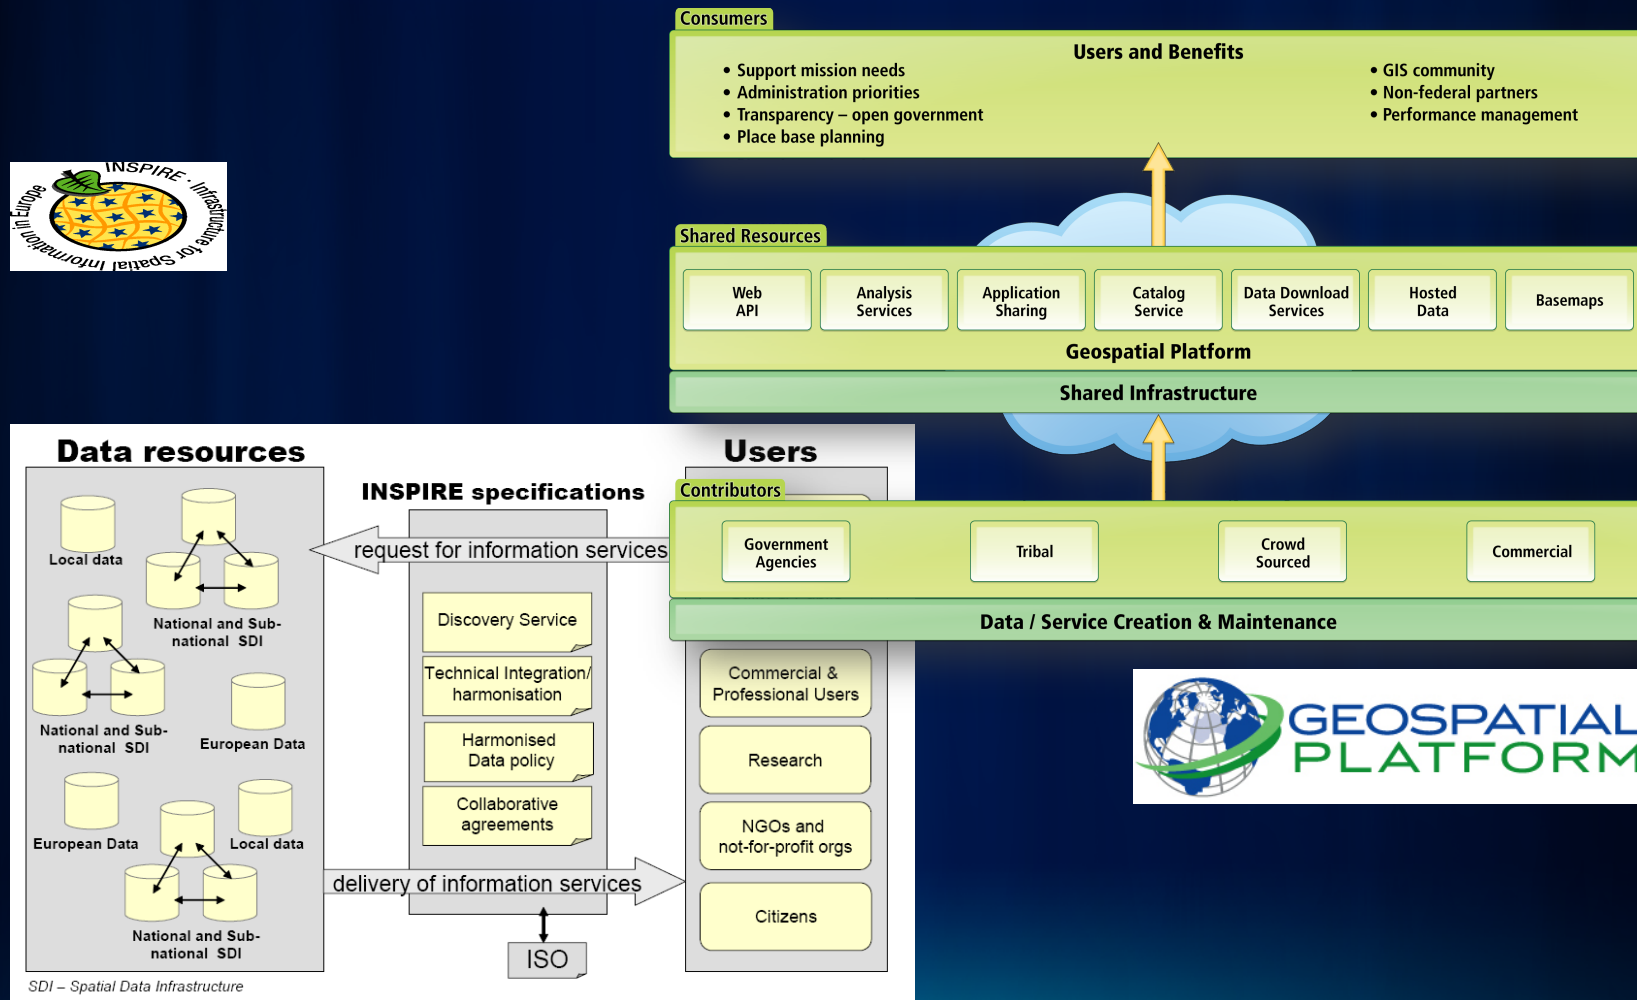 Consumers
Users and Benefits
• Support mission needs
• Administration priorities
• Transparency – open government
• Place base planning
• GIS community
• Non-federal partners
• Performance management
INSPIRE · Infrastructure for Spatial Information in Europe
Shared Resources
Web
API
Analysis
Services
Application
Sharing
Catalog
Service
Data Download
Services
Hosted
Data
Basemaps
Geospatial Platform
Shared Infrastructure
Contributors
Government
Agencies
Tribal
Crowd
Sourced
Commercial
Data / Service Creation & Maintenance
Data resources
Local data
National and Sub-
national SDI
National and Sub-
national SDI
European Data
European Data
Local data
National and Sub-
national SDI
SDI – Spatial Data Infrastructure
INSPIRE specifications
request for information services
Discovery Service
Technical Integration/
harmonisation
Harmonised
Data policy
Collaborative
agreements
delivery of information services
ISO
Users
Commercial &
Professional Users
Research
NGOs and
not-for-profit orgs
Citizens
GEOSPATIAL
PLATFORM